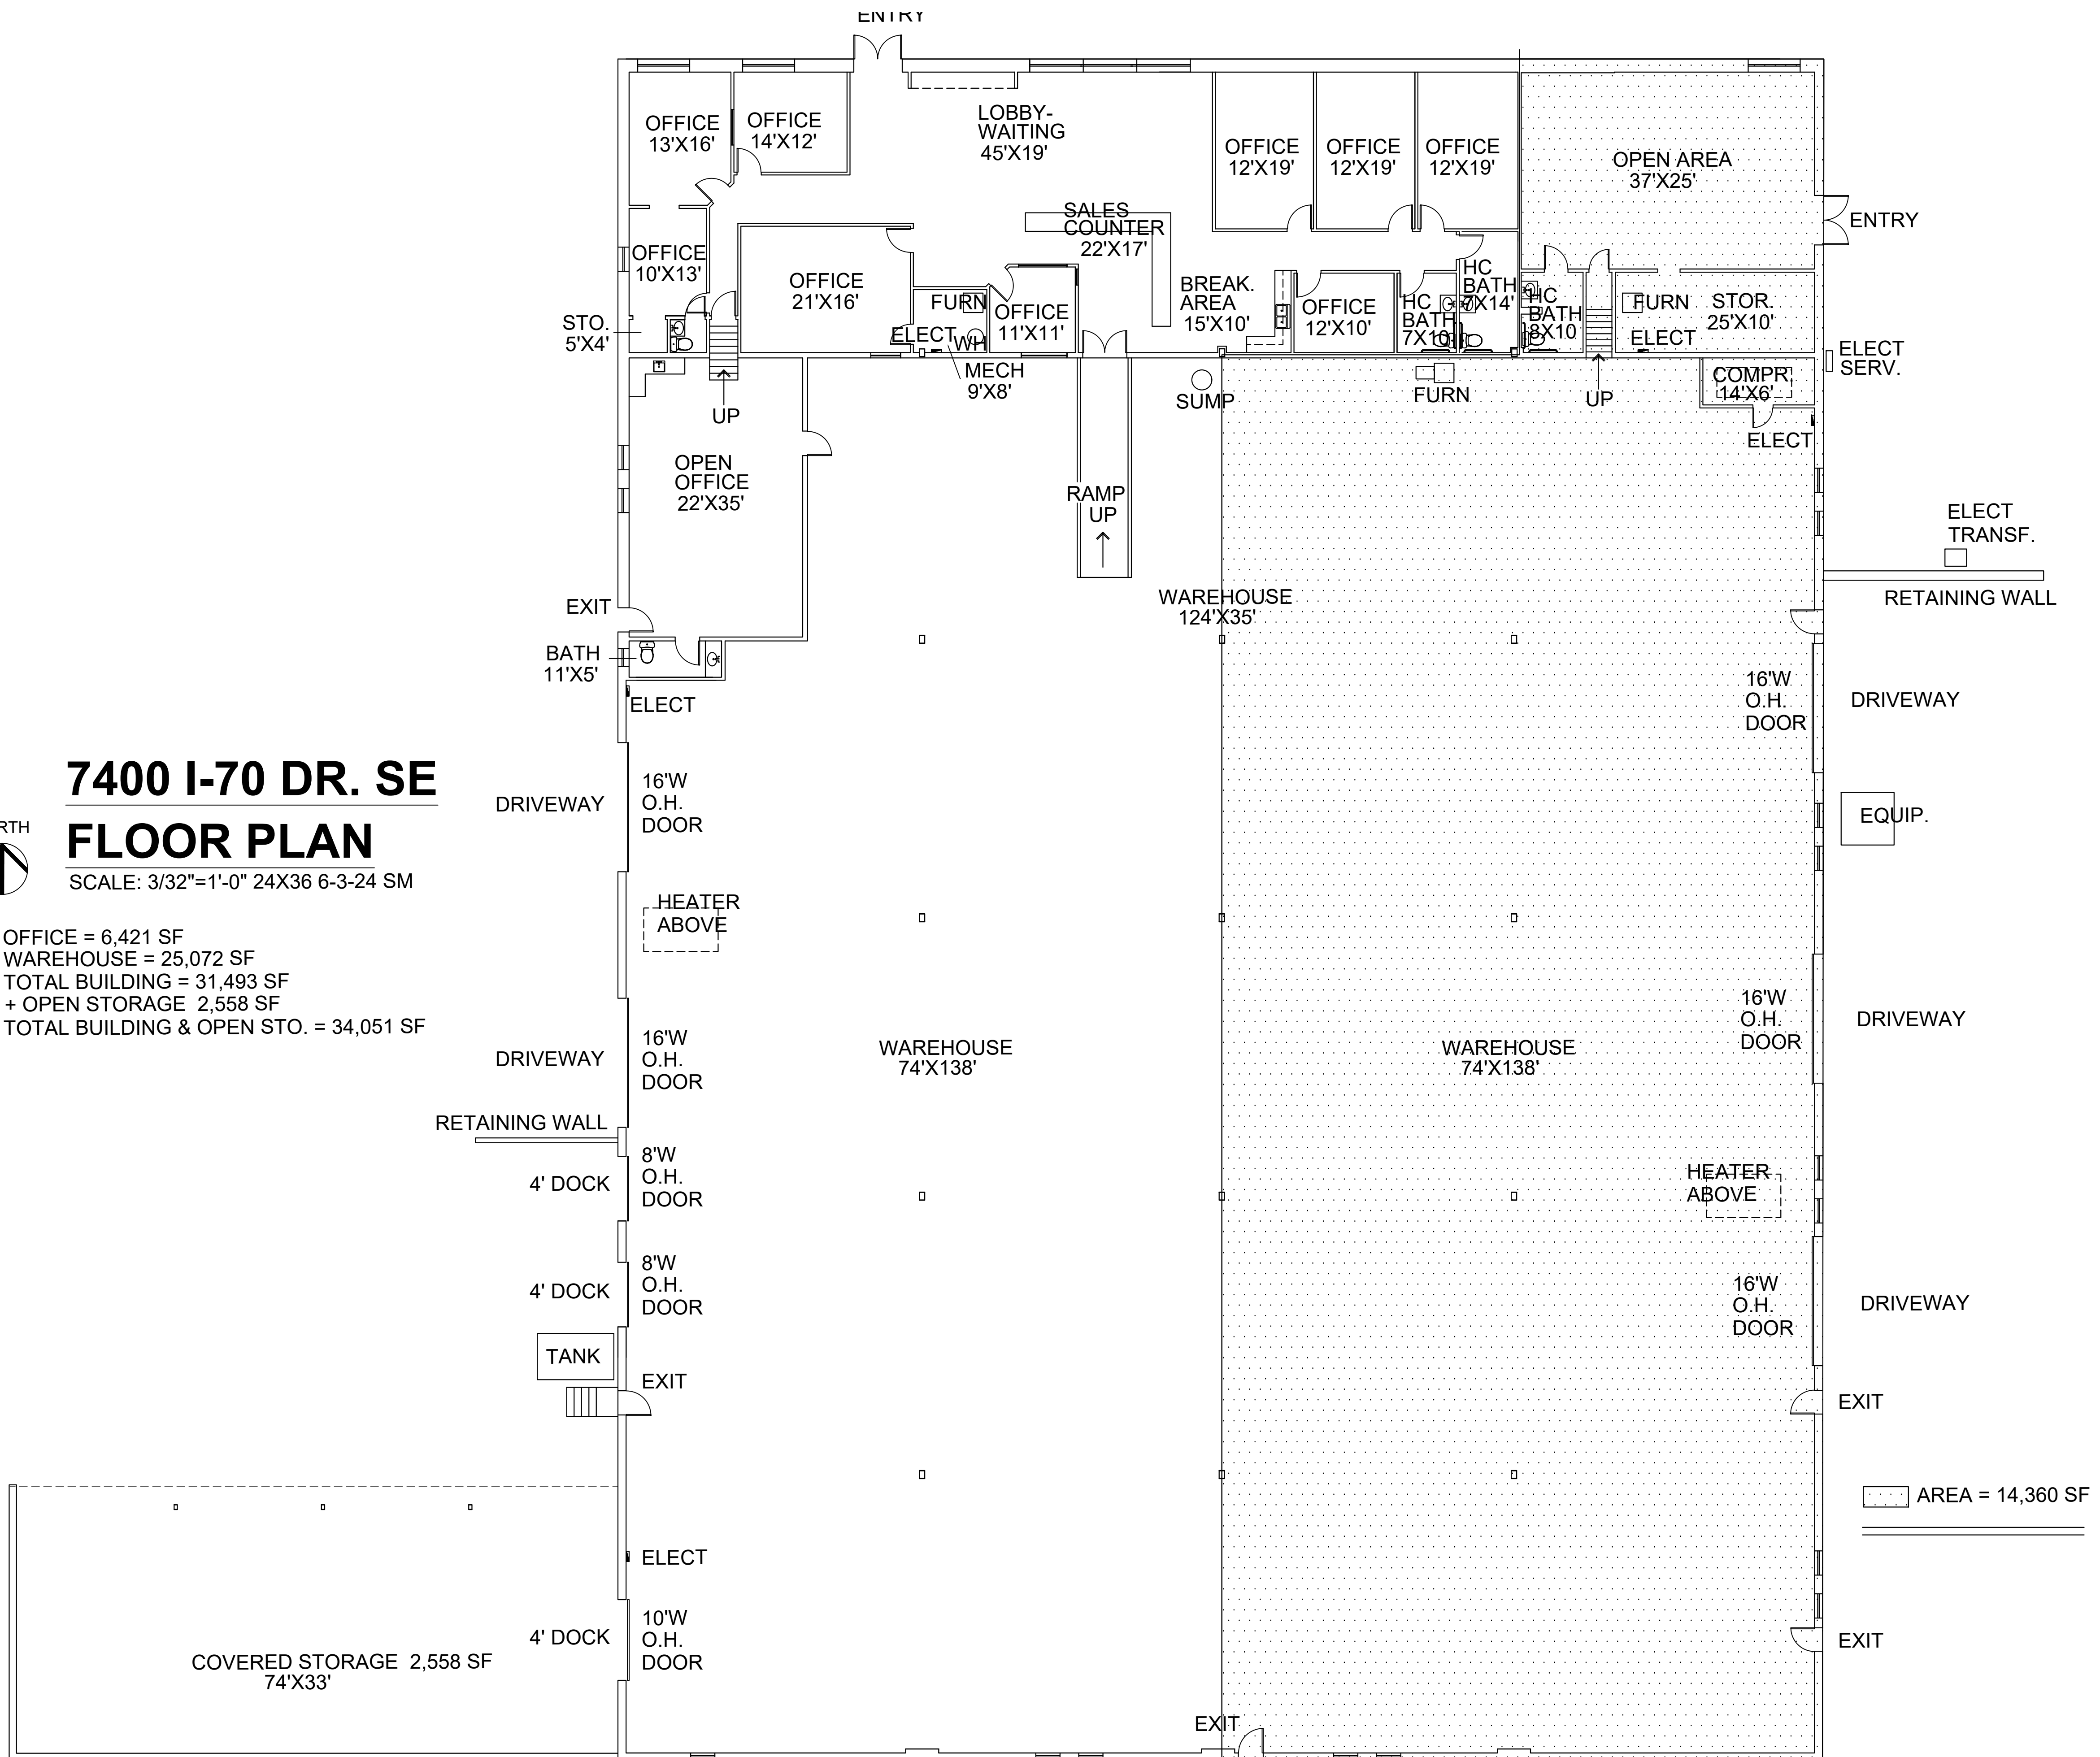 ENTRY
OFFICE
13'X16'
OFFICE
14'X12'
LOBBY-
WAITING
45'X19'
OFFICE
12'X19'
OFFICE
12'X19'
OFFICE
12'X19'
OPEN AREA
37'X25'
ENTRY
SALES
COUNTER
22'X17'
OFFICE
10'X13'
OFFICE
21'X16'
FURN
ELECT
WH
OFFICE
11'X11'
BREAK.
AREA
15'X10'
OFFICE
12'X10'
HC
BATH
7X10
HC
BATH
7X14'
HC
BATH
8X10
FURN
ELECT
STOR.
25'X10'
STO.
5'X4'
UP
MECH
9'X8'
SUMP
FURN
UP
COMPR.
14'X6'
ELECT
SERV.
ELECT
OPEN
OFFICE
22'X35'
RAMP
UP
ELECT
TRANSF.
RETAINING WALL
EXIT
WAREHOUSE
124'X35'
BATH
11'X5'
ELECT
16'W
O.H.
DOOR
DRIVEWAY
7400 I-70 DR. SE
FLOOR PLAN
SCALE: 3/32"=1'-0" 24X36 6-3-24 SM
RTH
OFFICE = 6,421 SF
WAREHOUSE = 25,072 SF
TOTAL BUILDING = 31,493 SF
+ OPEN STORAGE 2,558 SF
TOTAL BUILDING & OPEN STO. = 34,051 SF
DRIVEWAY
16'W
O.H.
DOOR
EQUIP.
HEATER
ABOVE
DRIVEWAY
16'W
O.H.
DOOR
WAREHOUSE
74'X138'
WAREHOUSE
74'X138'
16'W
O.H.
DOOR
DRIVEWAY
RETAINING WALL
4' DOCK
8'W
O.H.
DOOR
HEATER
ABOVE
4' DOCK
8'W
O.H.
DOOR
16'W
O.H.
DOOR
DRIVEWAY
TANK
EXIT
EXIT
AREA = 14,360 SF
ELECT
4' DOCK
10'W
O.H.
DOOR
EXIT
COVERED STORAGE 2,558 SF
74'X33'
EXIT